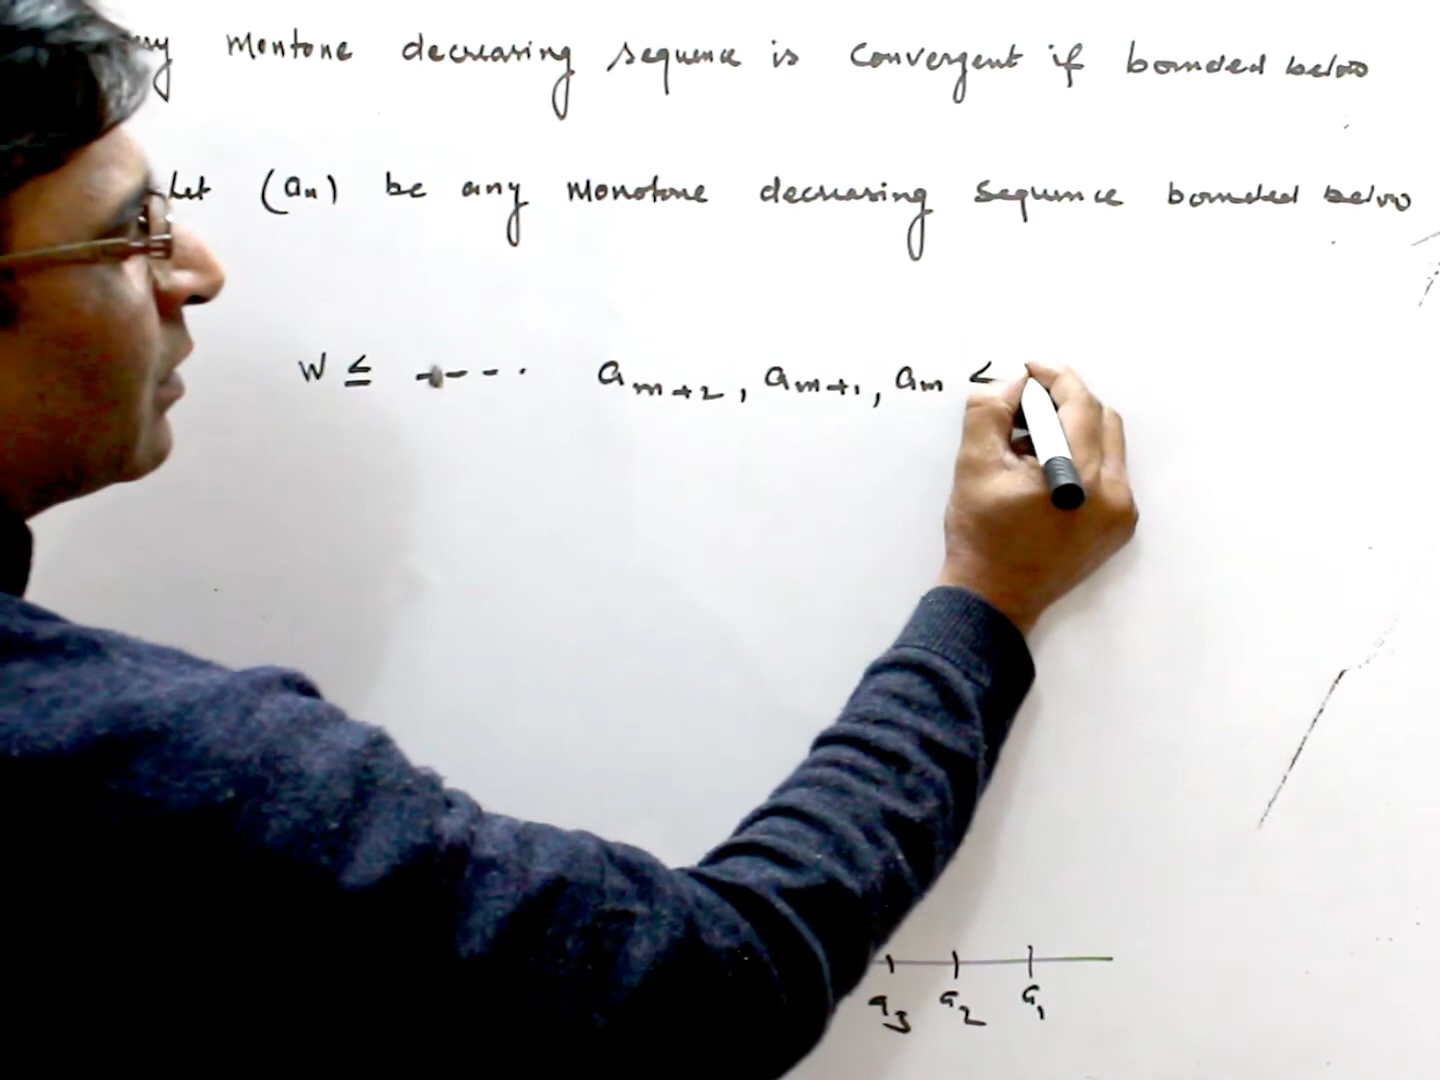 ny Montone decreasing sequence is convergent if bounded below
Let (an) be any Monotone decreasing sequence bounded below
W ≤ ----. am+2, am+1, am <
a3 a2 a1